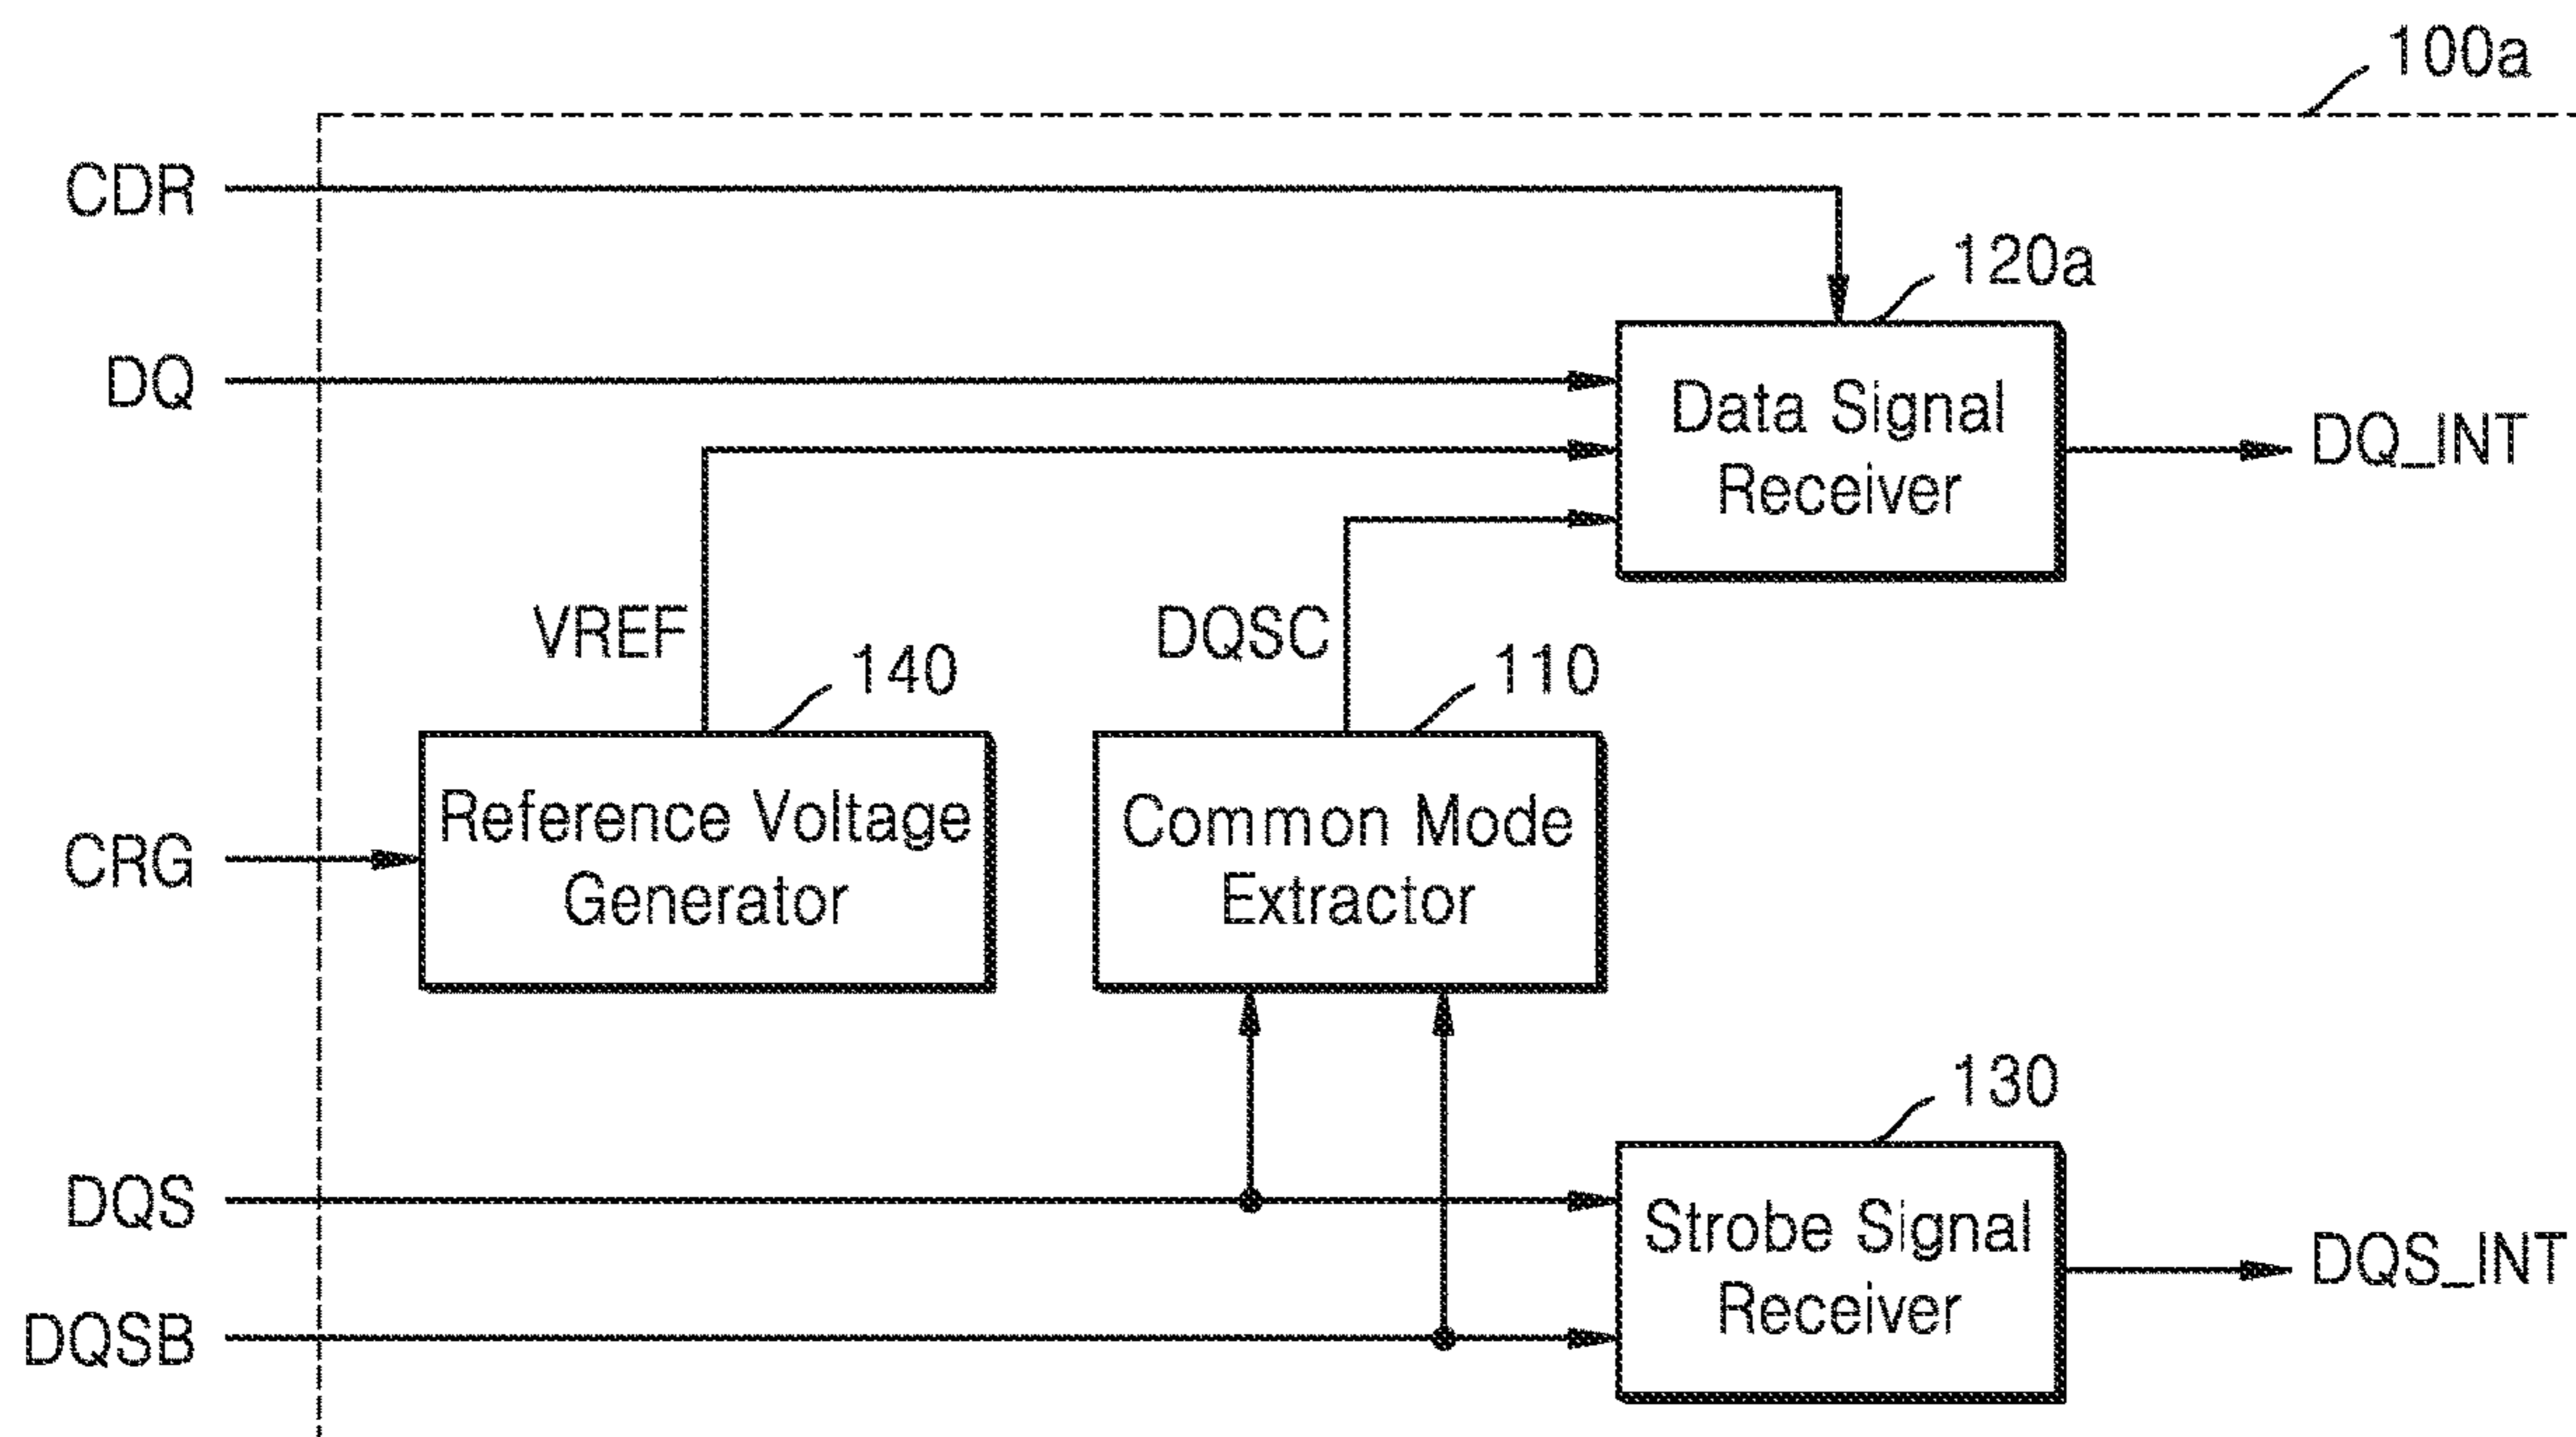 100a
CDR
120a
DQ
Data Signal
Receiver
DQ_INT
VREF
DQSC
140
110
Reference Voltage
Generator
Common Mode
Extractor
CRG
130
DQS
Strobe Signal
Receiver
DQS_INT
DQSB